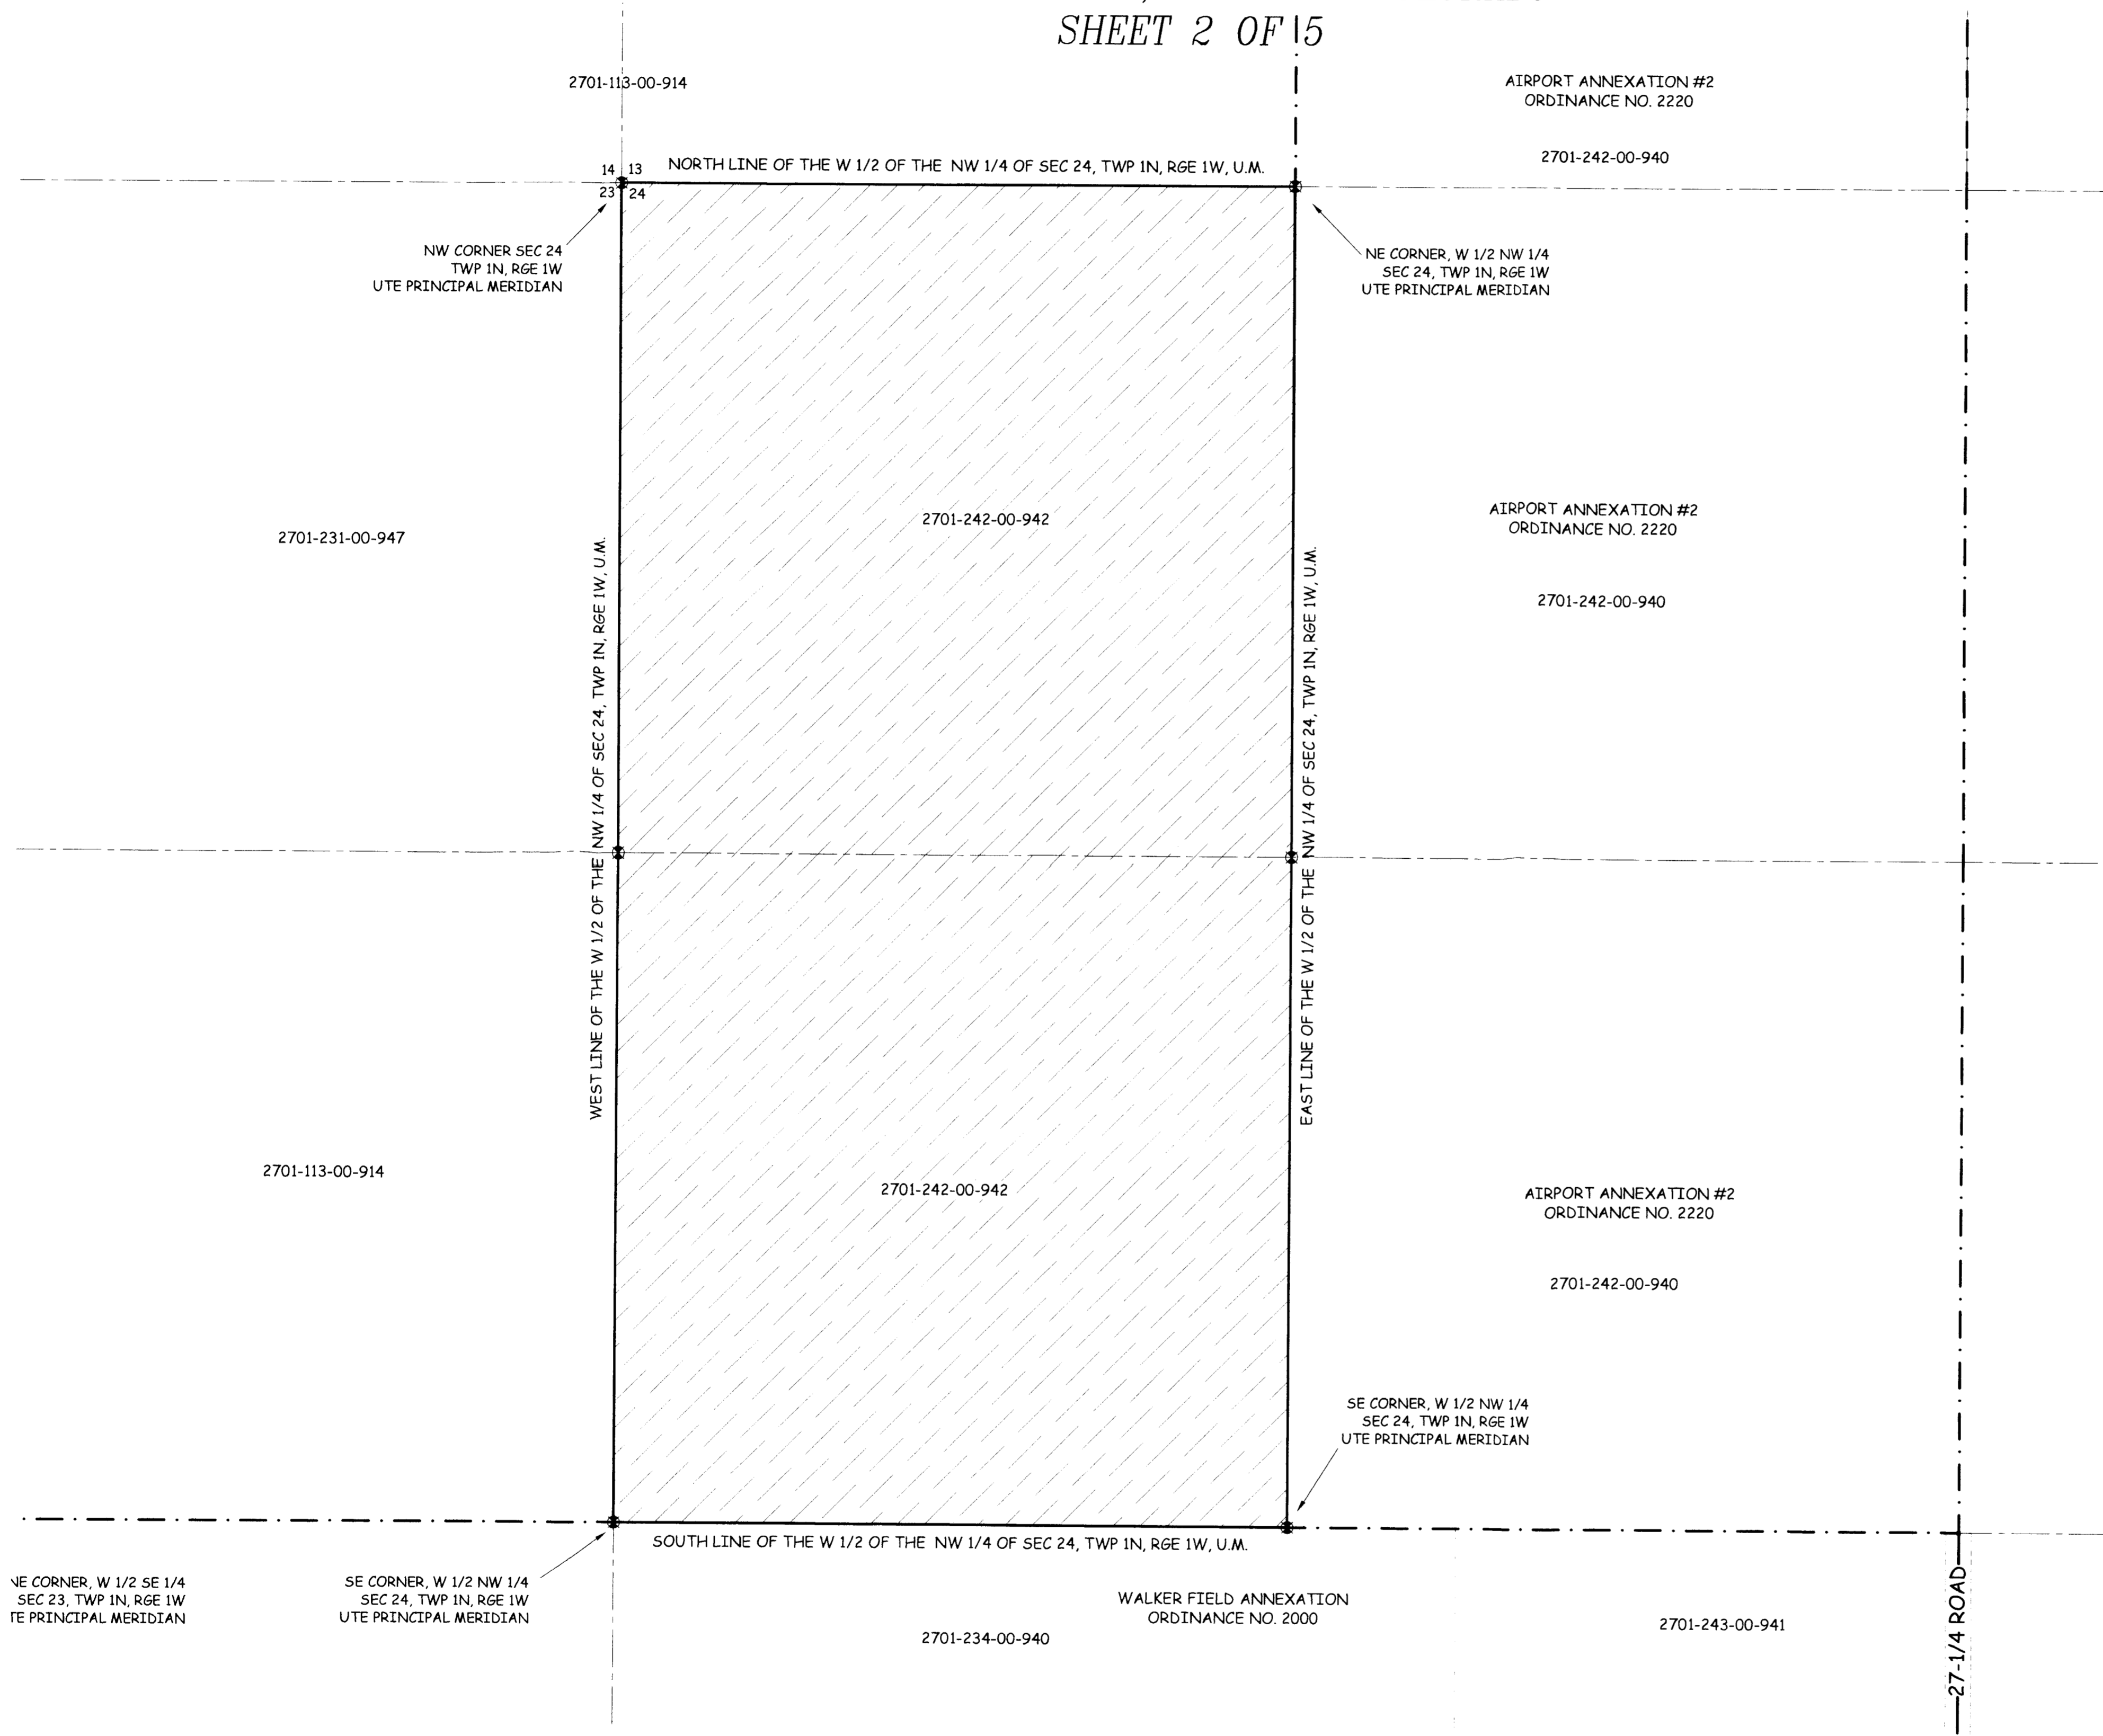 SHEET 2 OF 5
2701-113-00-914
AIRPORT ANNEXATION #2
ORDINANCE NO. 2220
2701-242-00-940
14 13
23 24
NORTH LINE OF THE W 1/2 OF THE NW 1/4 OF SEC 24, TWP 1N, RGE 1W, U.M.
NW CORNER SEC 24
TWP 1N, RGE 1W
UTE PRINCIPAL MERIDIAN
NE CORNER, W 1/2 NW 1/4
SEC 24, TWP 1N, RGE 1W
UTE PRINCIPAL MERIDIAN
2701-231-00-947
2701-242-00-942
AIRPORT ANNEXATION #2
ORDINANCE NO. 2220
2701-242-00-940
WEST LINE OF THE W 1/2 OF THE NW 1/4 OF SEC 24, TWP 1N, RGE 1W, U.M.
EAST LINE OF THE W 1/2 OF THE NW 1/4 OF SEC 24, TWP 1N, RGE 1W, U.M.
2701-113-00-914
2701-242-00-942
AIRPORT ANNEXATION #2
ORDINANCE NO. 2220
2701-242-00-940
SE CORNER, W 1/2 NW 1/4
SEC 24, TWP 1N, RGE 1W
UTE PRINCIPAL MERIDIAN
SOUTH LINE OF THE W 1/2 OF THE NW 1/4 OF SEC 24, TWP 1N, RGE 1W, U.M.
NE CORNER, W 1/2 SE 1/4
SEC 23, TWP 1N, RGE 1W
TE PRINCIPAL MERIDIAN
SE CORNER, W 1/2 NW 1/4
SEC 24, TWP 1N, RGE 1W
UTE PRINCIPAL MERIDIAN
WALKER FIELD ANNEXATION
ORDINANCE NO. 2000
2701-234-00-940
2701-243-00-941
27-1/4 ROAD